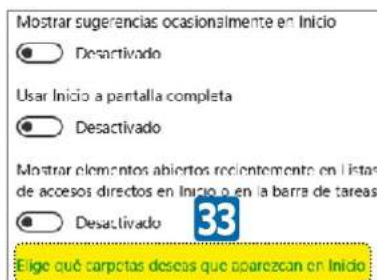 Mostrar sugerencias ocasionalmente en Inicio
Desactivado
Usar Inicio a pantalla completa
Desactivado
Mostrar elementos abiertos recientemente en Listas
de accesos directos en Inicio o en la barra de tareas
Desactivado
33
Elige qué carpetas deseas que aparezcan en Inicio